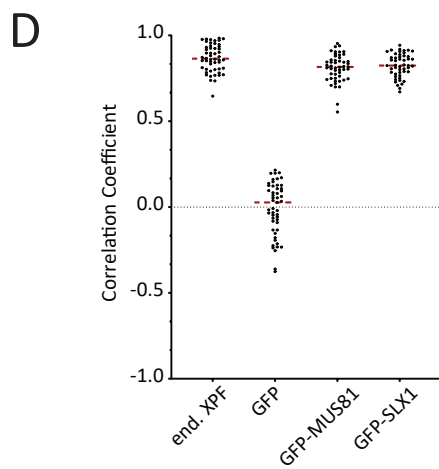 D
Correlation Coefficient
1.0
0.5
0.0
-0.5
-1.0
end. XPF
GFP
GFP-MUS81
GFP-SLX1